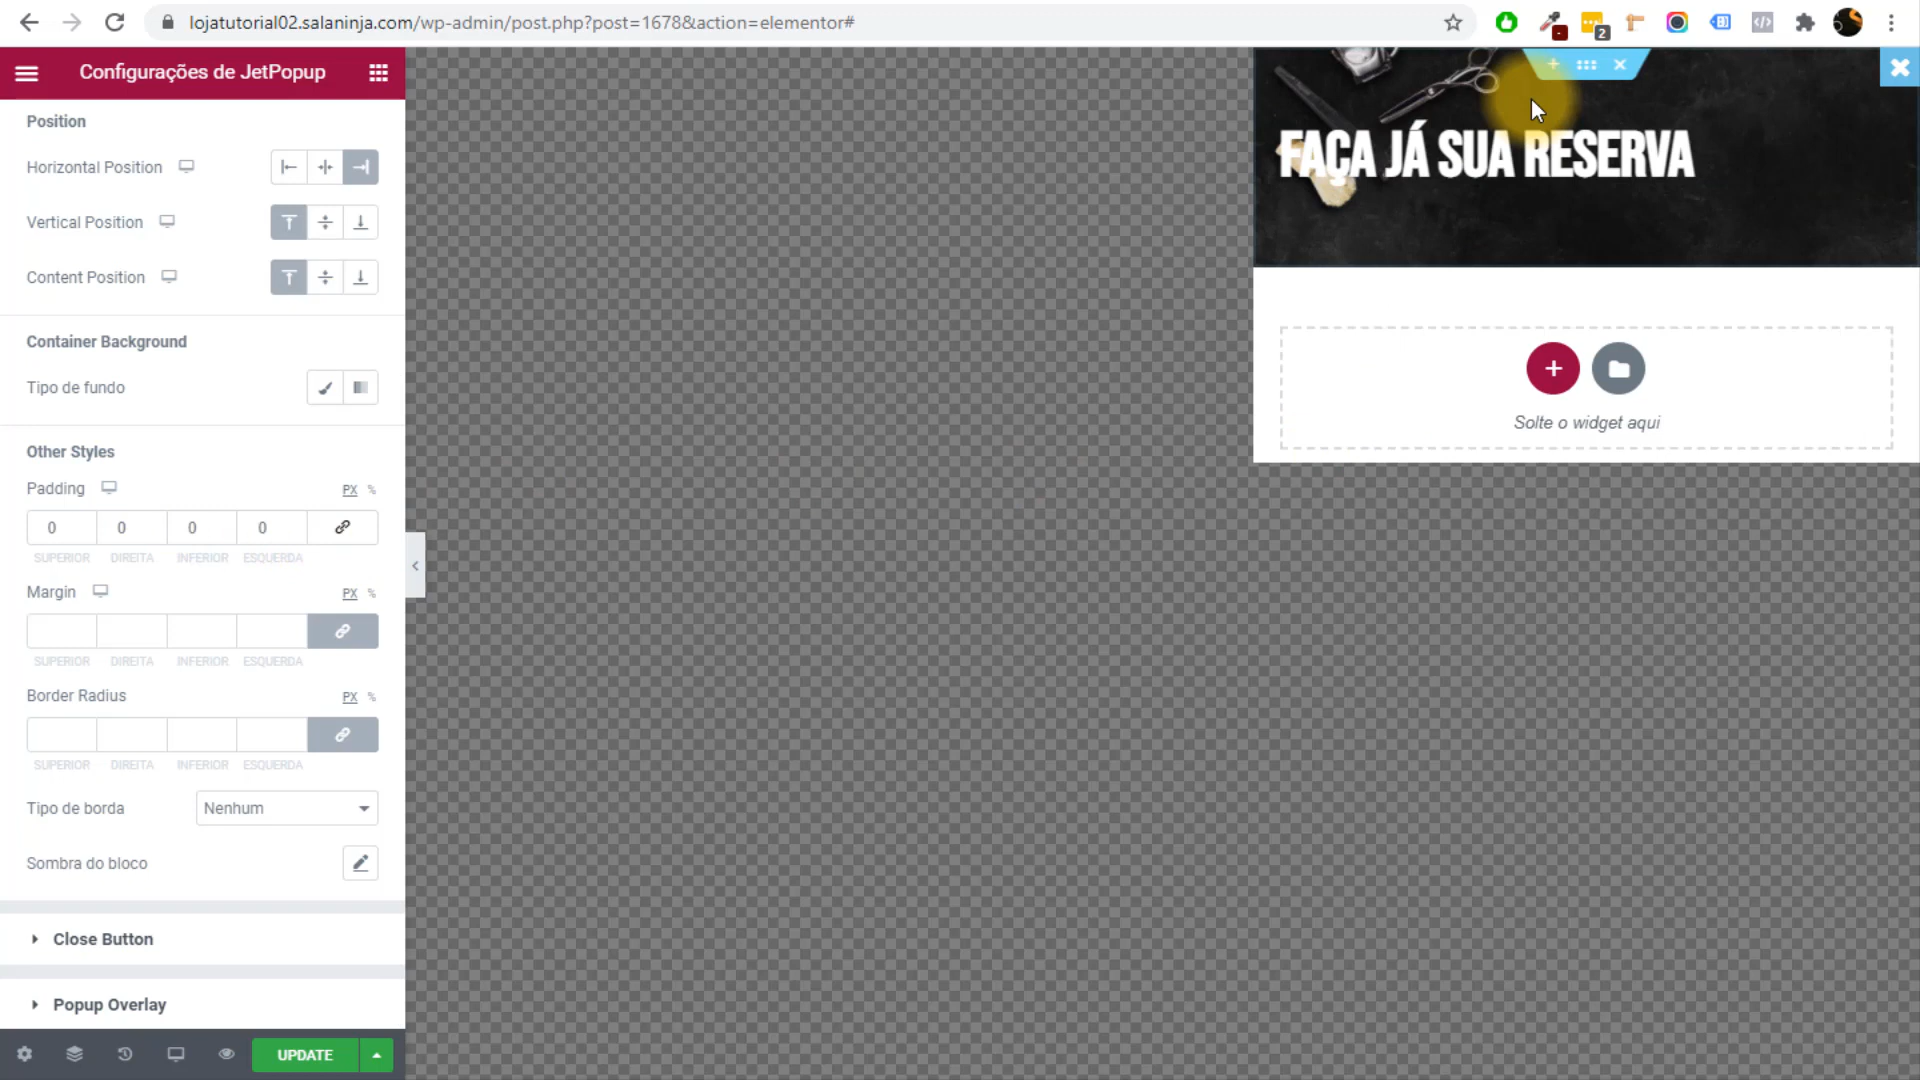 lojatutorial02.salaninja.com/wp-admin/post.php?post=1678&action=elementor#
2
Configurações de JetPopup
Position
Horizontal Position
Vertical Position
Content Position
Container Background
Tipo de fundo
Other Styles
Padding
PX %
0 0 0 0
SUPERIOR DIREITA INFERIOR ESQUERDA
Margin
PX %
SUPERIOR DIREITA INFERIOR ESQUERDA
Border Radius
PX %
SUPERIOR DIREITA INFERIOR ESQUERDA
Tipo de borda
Nenhum
Sombra do bloco
Close Button
Popup Overlay
UPDATE
FAÇA JÁ SUA RESERVA
Solte o widget aqui